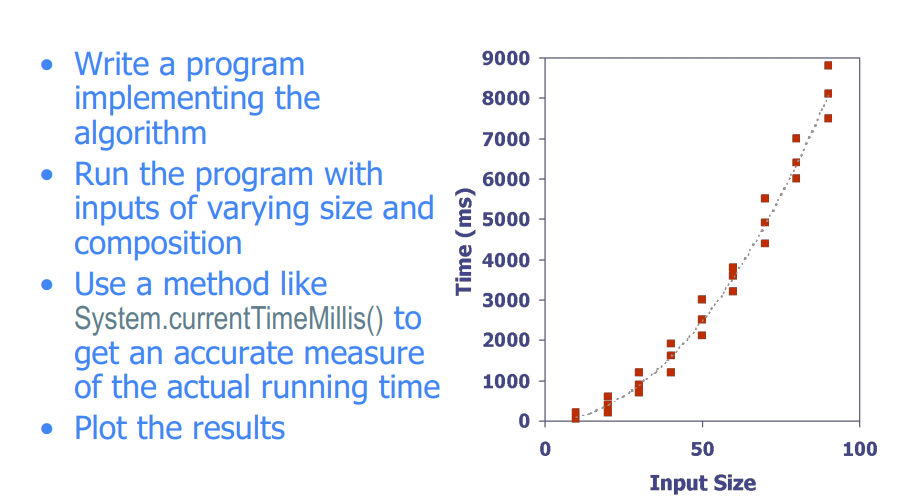 • Write a program
implementing the
algorithm
• Run the program with
inputs of varying size and
composition
• Use a method like
System.currentTimeMillis() to
get an accurate measure
of the actual running time
• Plot the results
9000
8000
7000
6000
5000
4000
3000
2000
1000
0
Time (ms)
0 50 100
Input Size